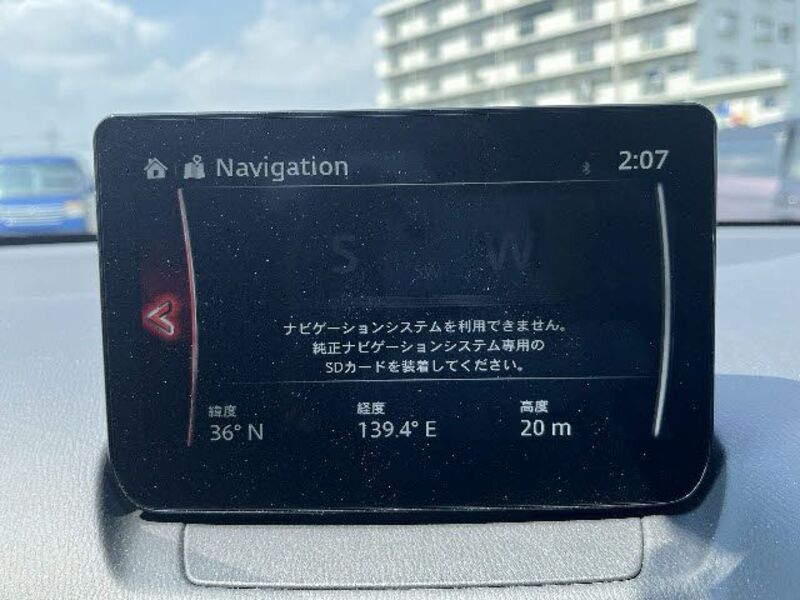 Navigation
2:07
S
SW
W
ナビゲーションシステムを利用できません。
純正ナビゲーションシステム専用の
SDカードを装着してください。
緯度
経度
高度
36° N
139.4° E
20 m